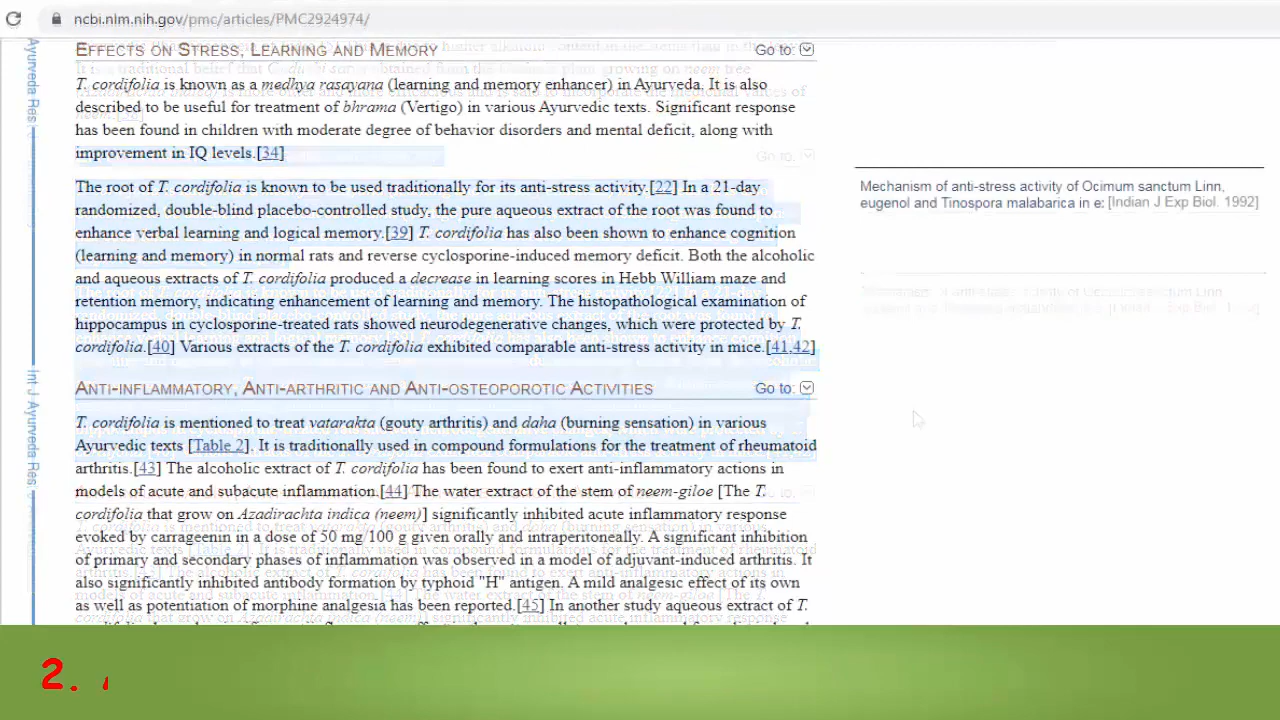 ncbi.nlm.nih.gov/pmc/articles/PMC2924974/
Ayurveda Res
Int J Ayurveda Res
EFFECTS ON STRESS, LEARNING AND MEMORY
Go to:
T. cordifolia is known as a medhya rasayana (learning and memory enhancer) in Ayurveda. It is also
described to be useful for treatment of bhrama (Vertigo) in various Ayurvedic texts. Significant response
has been found in children with moderate degree of behavior disorders and mental deficit, along with
improvement in IQ levels.[34]
The root of T. cordifolia is known to be used traditionally for its anti-stress activity.[22] In a 21-day
randomized, double-blind placebo-controlled study, the pure aqueous extract of the root was found to
enhance verbal learning and logical memory.[39] T. cordifolia has also been shown to enhance cognition
(learning and memory) in normal rats and reverse cyclosporine-induced memory deficit. Both the alcoholic
and aqueous extracts of T. cordifolia produced a decrease in learning scores in Hebb William maze and
retention memory, indicating enhancement of learning and memory. The histopathological examination of
hippocampus in cyclosporine-treated rats showed neurodegenerative changes, which were protected by T.
cordifolia.[40] Various extracts of the T. cordifolia exhibited comparable anti-stress activity in mice.[41,42]
ANTI-INFLAMMATORY, ANTI-ARTHRITIC AND ANTI-OSTEOPOROTIC ACTIVITIES
Go to:
T. cordifolia is mentioned to treat vatarakta (gouty arthritis) and daha (burning sensation) in various
Ayurvedic texts [Table 2]. It is traditionally used in compound formulations for the treatment of rheumatoid
arthritis.[43] The alcoholic extract of T. cordifolia has been found to exert anti-inflammatory actions in
models of acute and subacute inflammation.[44] The water extract of the stem of neem-giloe [The T.
cordifolia that grow on Azadirachta indica (neem)] significantly inhibited acute inflammatory response
evoked by carrageenin in a dose of 50 mg/100 g given orally and intraperitoneally. A significant inhibition
of primary and secondary phases of inflammation was observed in a model of adjuvant-induced arthritis. It
also significantly inhibited antibody formation by typhoid "H" antigen. A mild analgesic effect of its own
as well as potentiation of morphine analgesia has been reported.[45] In another study aqueous extract of T.
Mechanism of anti-stress activity of Ocimum sanctum Linn,
eugenol and Tinospora malabarica in e: [Indian J Exp Biol. 1992]
2.